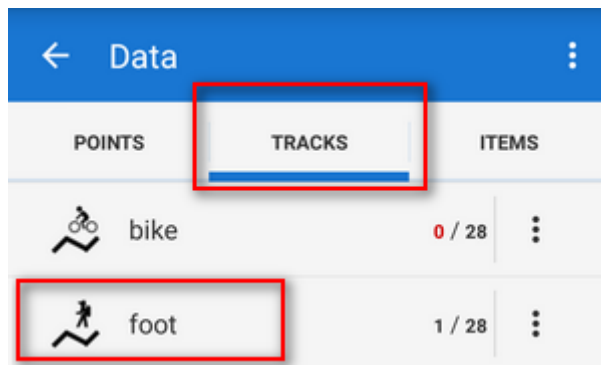 Data
POINTS TRACKS ITEMS
bike 0 / 28
foot 1 / 28